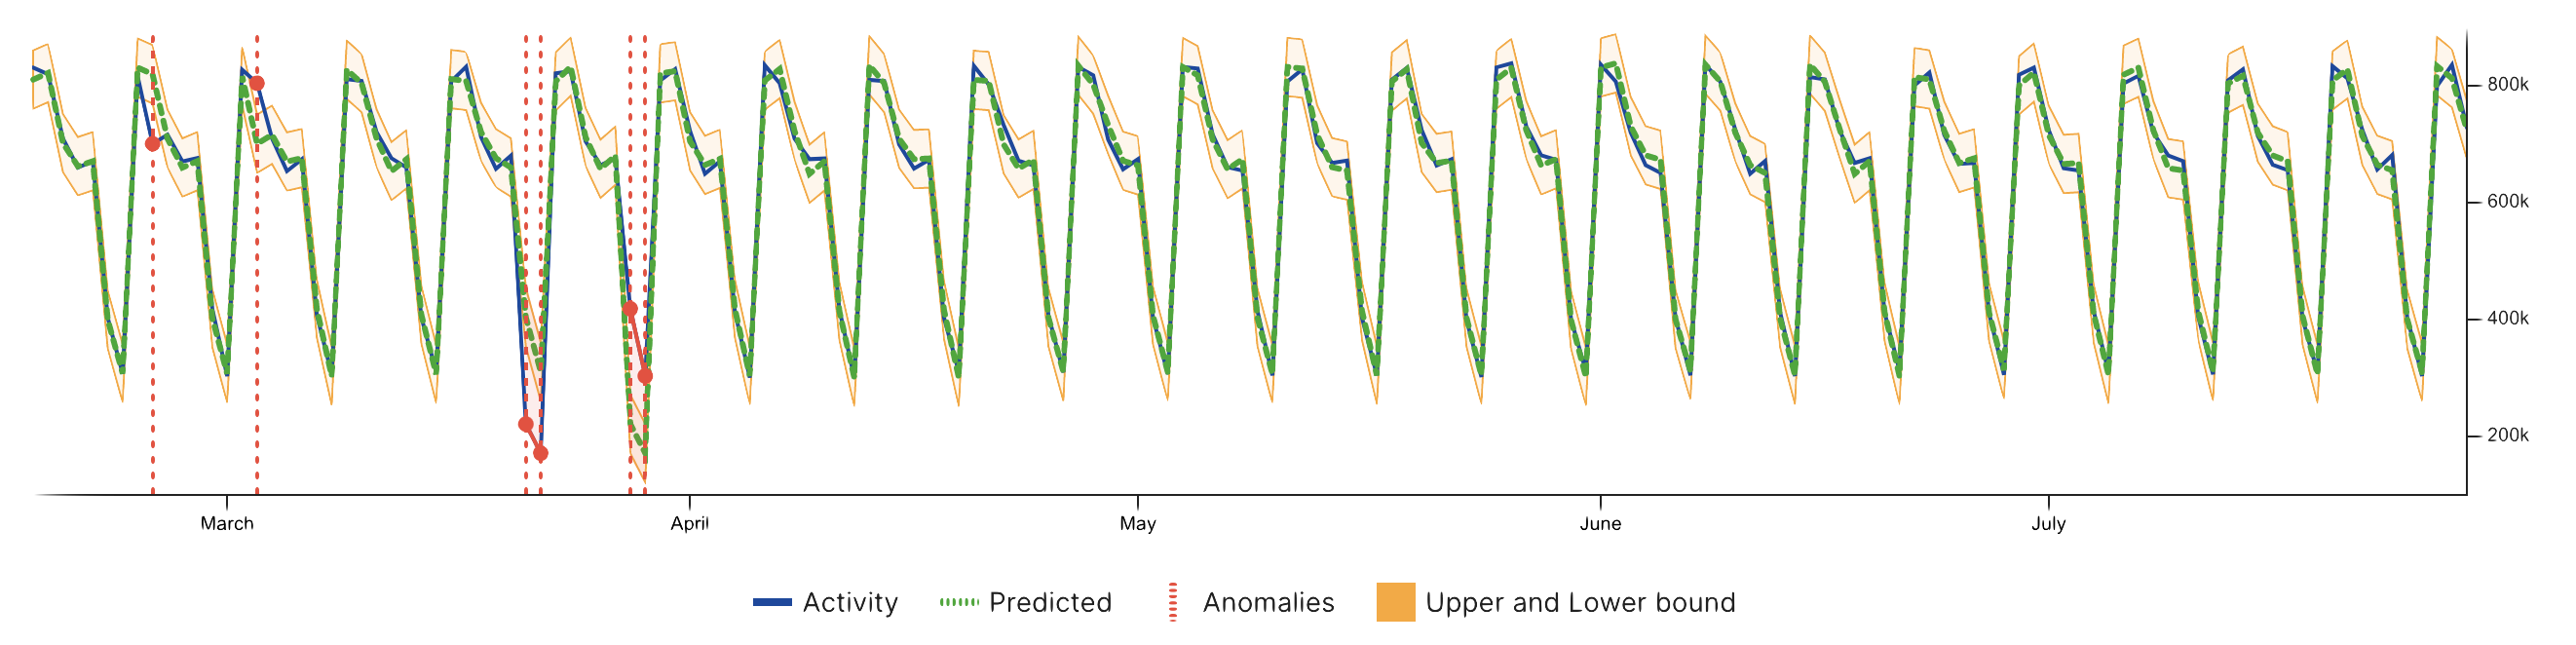 800k
600k
400k
200k
March April May June July
Activity Predicted Anomalies Upper and Lower bound